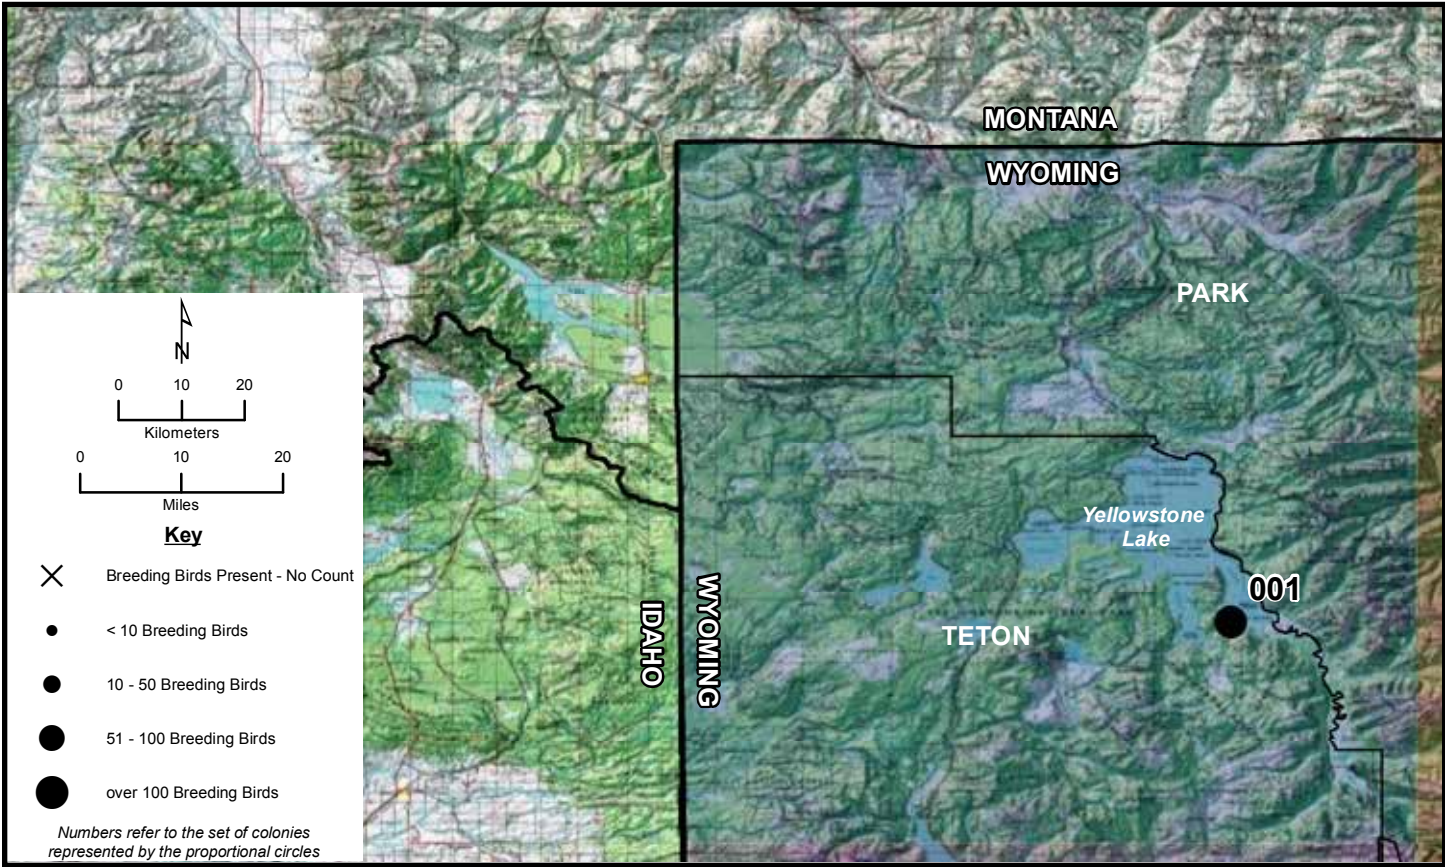 MONTANA
WYOMING
PARK
Yellowstone
Lake
001
TETON
IDAHO
WYOMING
N
0 10 20
Kilometers
0 10 20
Miles
Key
Breeding Birds Present - No Count
< 10 Breeding Birds
10 - 50 Breeding Birds
51 - 100 Breeding Birds
over 100 Breeding Birds
Numbers refer to the set of colonies
represented by the proportional circles